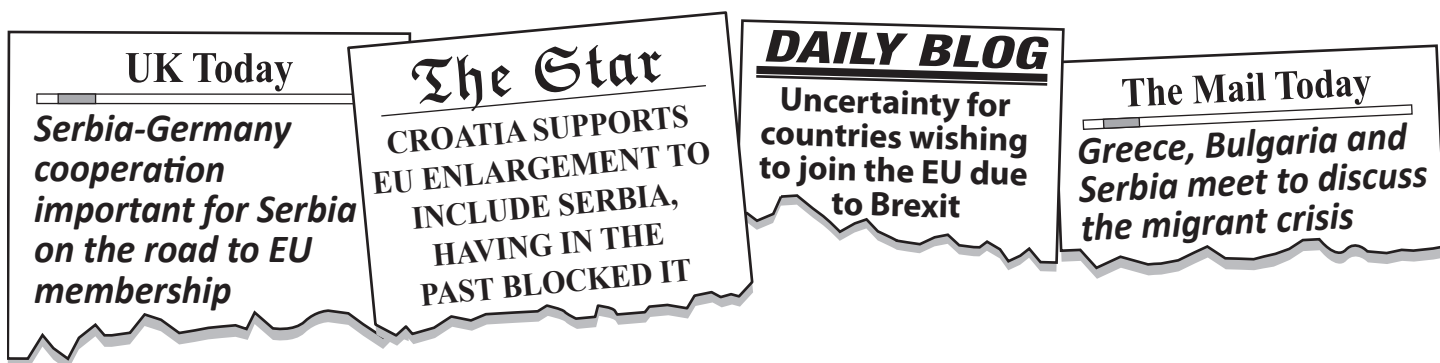 UK Today
Serbia-Germany
cooperation
important for Serbia
on the road to EU
membership
The Star
CROATIA SUPPORTS
EU ENLARGEMENT TO
INCLUDE SERBIA,
HAVING IN THE
PAST BLOCKED IT
DAILY BLOG
Uncertainty for
countries wishing
to join the EU due
to Brexit
The Mail Today
Greece, Bulgaria and
Serbia meet to discuss
the migrant crisis